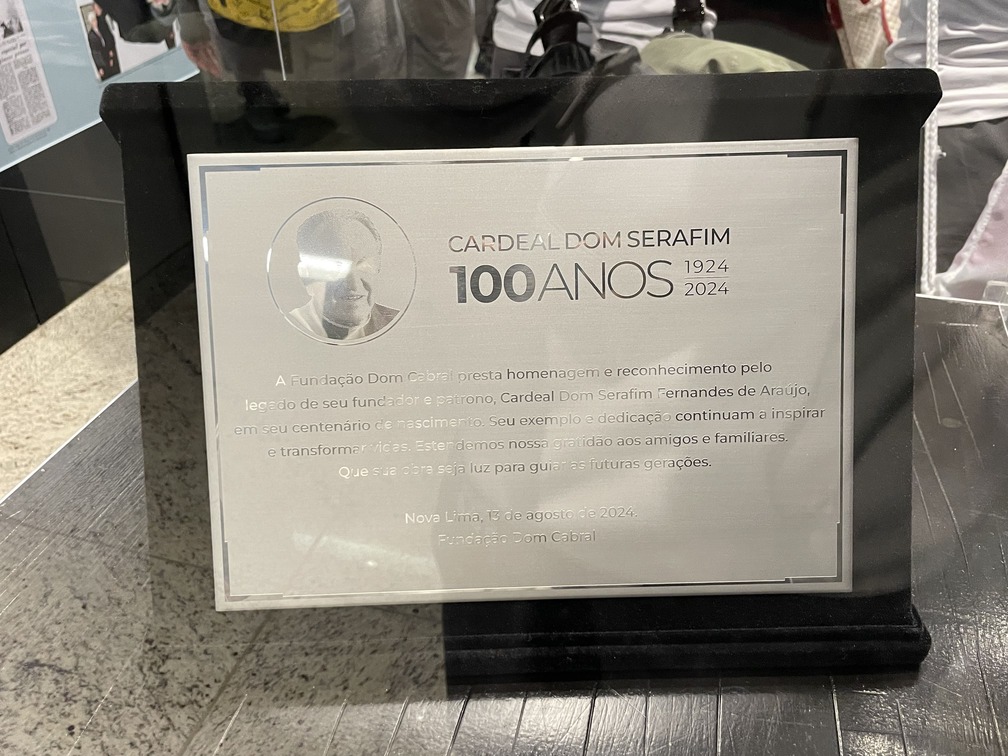 CARDEAL DOM SERAFIM
100 ANOS 1924
2024
A Fundação Dom Cabral presta homenagem e reconhecimento pelo
legado de seu fundador e patrono, Cardeal Dom Serafim Fernandes de Araújo,
em seu centenário de nascimento. Seu exemplo e dedicação continuam a inspirar
e transformar vidas. Estendemos nossa gratidão aos amigos e familiares.
Que sua obra seja luz para guiar as futuras gerações.
Nova Lima, 13 de agosto de 2024.
Fundação Dom Cabral